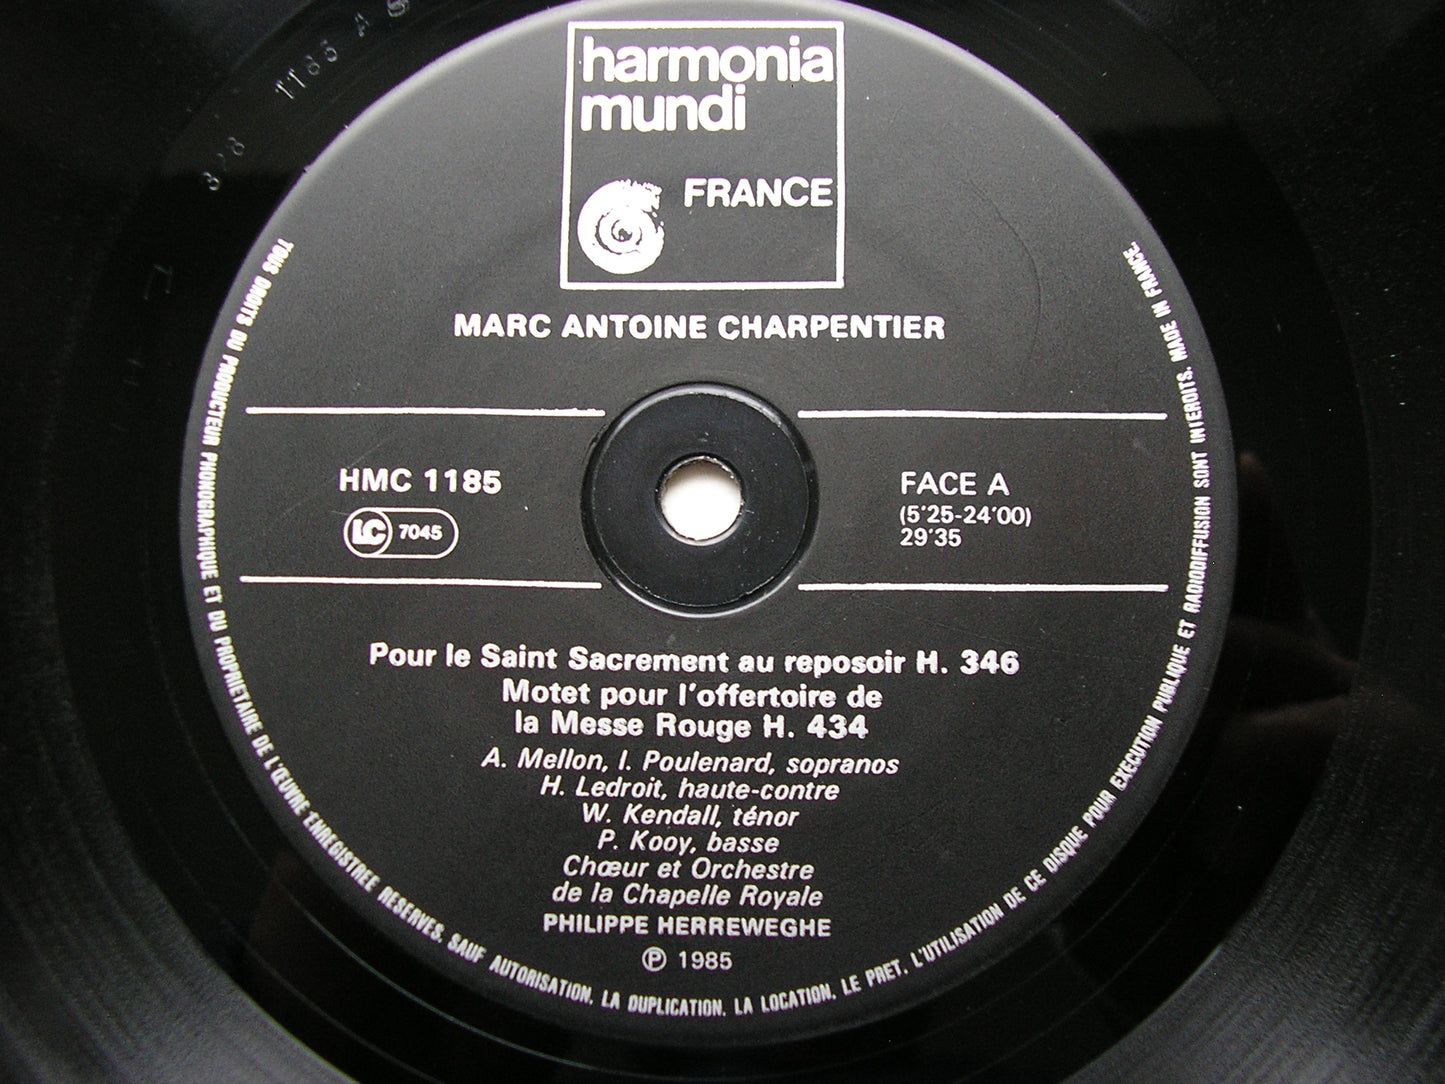 harmonia
mundi
FRANCE
MARC ANTOINE CHARPENTIER
HMC 1185
LC 7045
FACE A
(5'25-24'00)
29'35
Pour le Saint Sacrement au reposoir H. 346
Motet pour l'offertoire de
la Messe Rouge H. 434
A. Mellon, I. Poulenard, sopranos
H. Ledroit, haute-contre
W. Kendall, ténor
P. Kooy, basse
Chœur et Orchestre
de la Chapelle Royale
PHILIPPE HERREWEGHE
℗ 1985
TOUS DROITS DU PRODUCTEUR PHONOGRAPHIQUE ET DU PROPRIETAIRE DE L'ŒUVRE ENREGISTREE RESERVES. SAUF AUTORISATION, LA DUPLICATION, LA LOCATION, LE PRET, L'UTILISATION DE CE DISQUE POUR EXECUTION PUBLIQUE ET RADIODIFFUSION SONT INTERDITS. MADE IN FRANCE.
1185 A